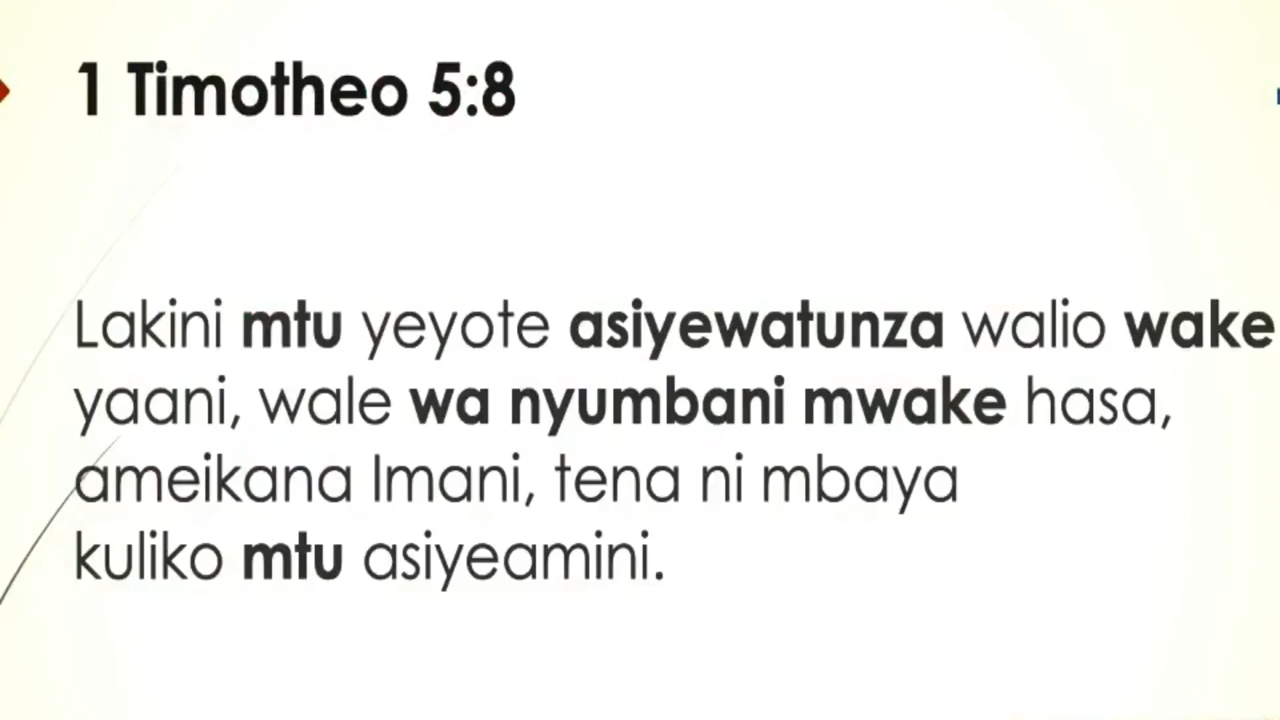 1 Timotheo 5:8
Lakini mtu yeyote asiyewatunza walio wake
yaani, wale wa nyumbani mwake hasa,
ameikana Imani, tena ni mbaya
kuliko mtu asiyeamini.